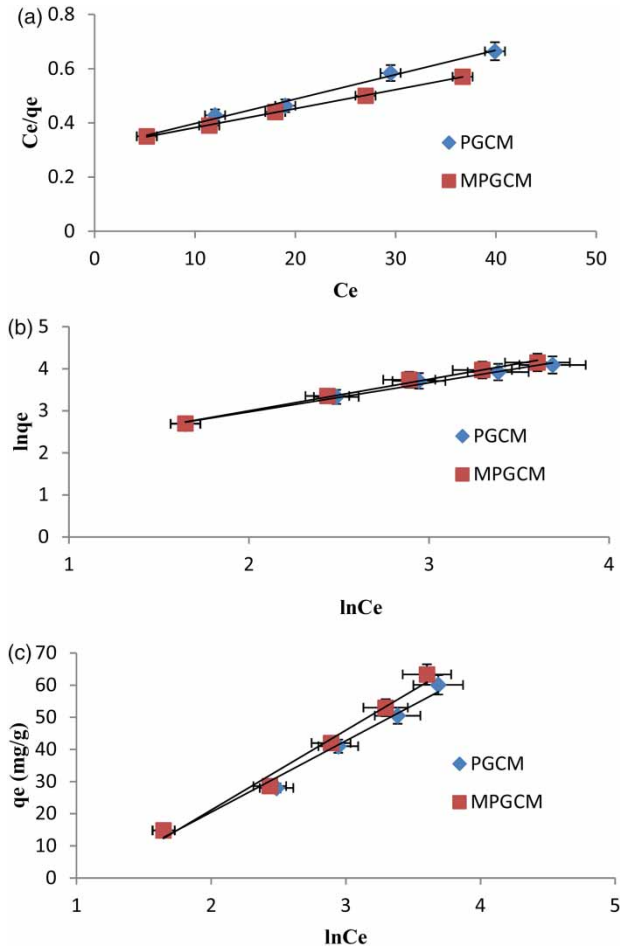 (a)
Ce/qe
0.8
0.6
0.4
0.2
0
0 10 20 30 40 50
Ce
PGCM
MPGCM
(b)
lnqe
5
4
3
2
1
0
1 2 3 4
lnCe
PGCM
MPGCM
(c)
qe (mg/g)
70
60
50
40
30
20
10
0
1 2 3 4 5
lnCe
PGCM
MPGCM